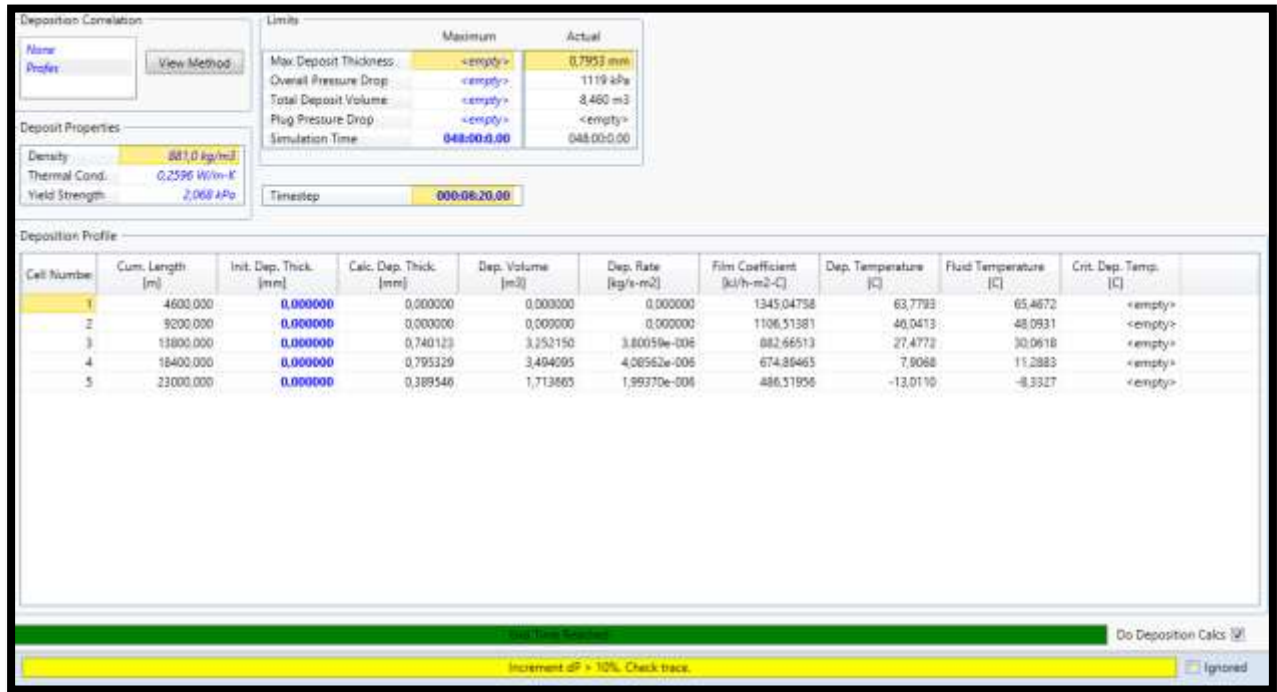 Deposition Correlation
None
Profes
View Method
Limits
Maximum Actual
Max Deposit Thickness <empty> 0,7953 mm
Overall Pressure Drop <empty> 1119 kPa
Total Deposit Volume <empty> 8,460 m3
Plug Pressure Drop <empty> <empty>
Simulation Time 048:00:0.00 048:00:0.00
Deposit Properties
Density 881,0 kg/m3
Thermal Cond. 0,2596 W/m-K
Yield Strength 2,068 kPa
Timestep 000:08:20.00
Deposition Profile
Cell Number Cum. Length [m] Init. Dep. Thick. [mm] Calc. Dep. Thick. [mm] Dep. Volume [m3] Dep. Rate [kg/s-m2] Film Coefficient [kJ/h-m2-C] Dep. Temperature [C] Fluid Temperature [C] Crit. Dep. Temp. [C]
1 4600,000 0,000000 0,000000 0,000000 0,000000 1345,04758 63,7793 65,4672 <empty>
2 9200,000 0,000000 0,000000 0,000000 0,000000 1106,51381 46,0413 48,0931 <empty>
3 13800,000 0,000000 0,740123 3,252150 3,80059e-006 882,66513 27,4772 30,0618 <empty>
4 18400,000 0,000000 0,795329 3,494095 4,08562e-006 674,89465 7,9068 11,2883 <empty>
5 23000,000 0,000000 0,389546 1,713665 1,99370e-006 486,51956 -13,0110 -8,3327 <empty>
End Time Reached
Do Deposition Calcs
Increment dP > 10%. Check trace.
Ignored